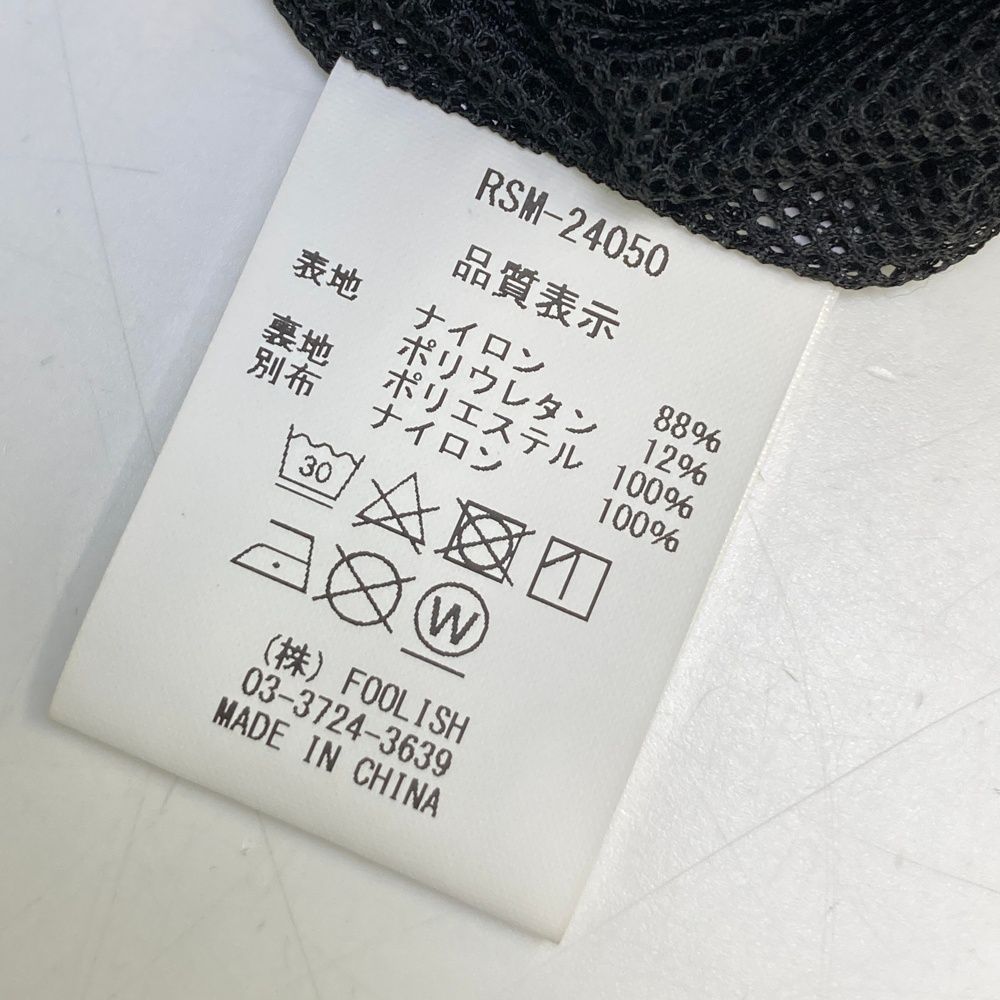 RSM-24050
品質表示
表地 ナイロン 88%
ポリウレタン 12%
裏地 ポリエステル 100%
別布 ナイロン 100%
30
W
(株) FOOLISH
03-3724-3639
MADE IN CHINA